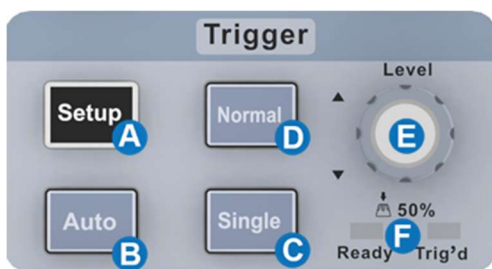 Trigger
Level
Setup
A
Normal
D
E
Auto
B
Single
C
50%
F
Ready
Trig'd